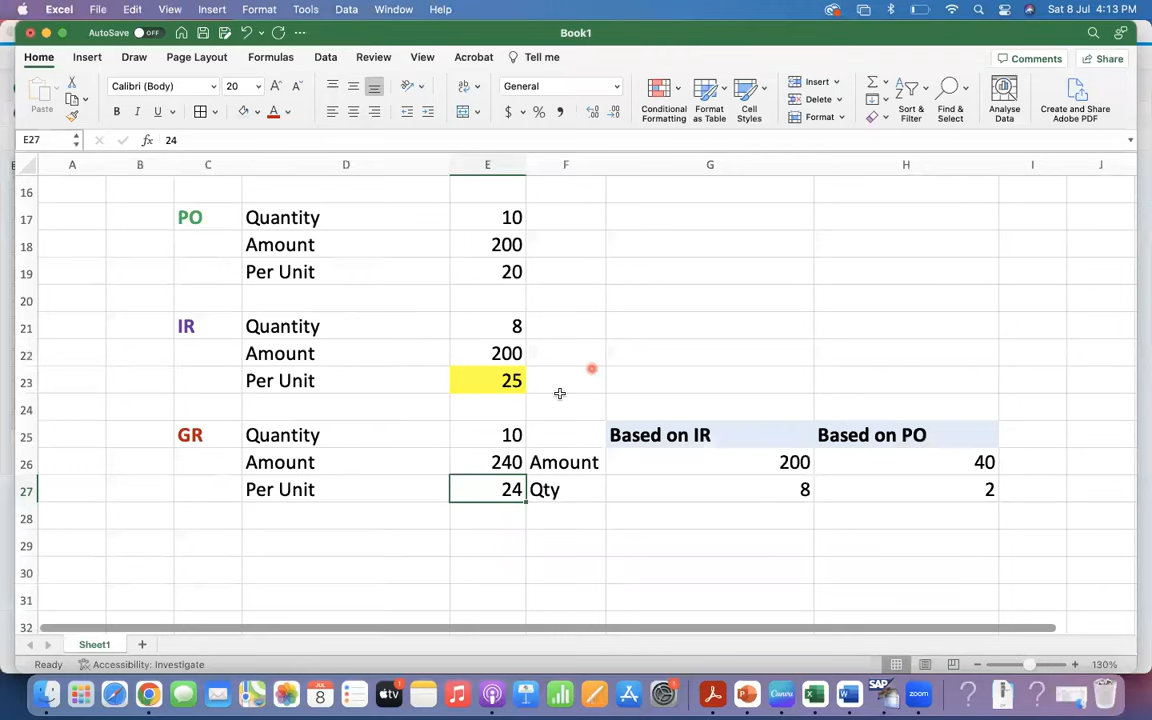 Excel File Edit View Insert Format Tools Data Window Help Sat 8 Jul 4:13 PM
AutoSave OFF Book1
Home Insert Draw Page Layout Formulas Data Review View Acrobat Tell me Comments Share
Paste Calibri (Body) 20 General Conditional Formatting Format as Table Cell Styles Insert Delete Format Sort & Filter Find & Select Analyse Data Create and Share Adobe PDF
E27 fx 24
A B C D E F G H I J
16
17 PO Quantity 10
18 Amount 200
19 Per Unit 20
20
21 IR Quantity 8
22 Amount 200
23 Per Unit 25
24
25 GR Quantity 10 Based on IR Based on PO
26 Amount 240 Amount 200 40
27 Per Unit 24 Qty 8 2
28
29
30
31
32
Sheet1
Ready Accessibility: Investigate 130%
JUL 8 tv SAP zoom